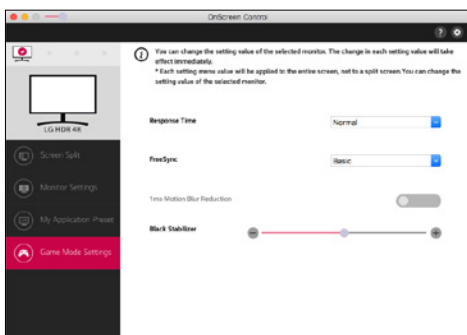 OnScreen Control
You can change the setting value of the selected monitor. The change in each setting value will take
effect immediately.
* Each setting menu value will be applied to the entire screen, not to a split screen.You can change the
setting value of the selected monitor.
LG HDR 4K
Screen Split
Monitor Settings
My Application Preset
Game Mode Settings
Response Time
Normal
FreeSync
Basic
1ms Motion Blur Reduction
Black Stabilizer